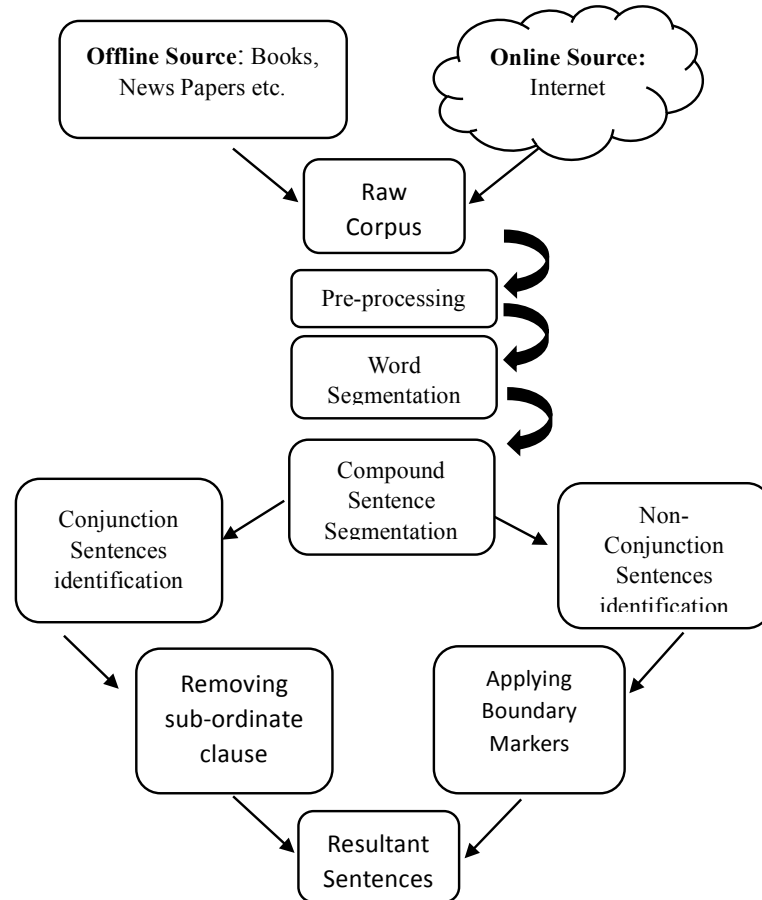 Offline Source: Books,
News Papers etc.
Online Source:
Internet
Raw
Corpus
Pre-processing
Word
Segmentation
Compound
Sentence
Segmentation
Conjunction
Sentences
identification
Non-
Conjunction
Sentences
identification
Removing
sub-ordinate
clause
Applying
Boundary
Markers
Resultant
Sentences